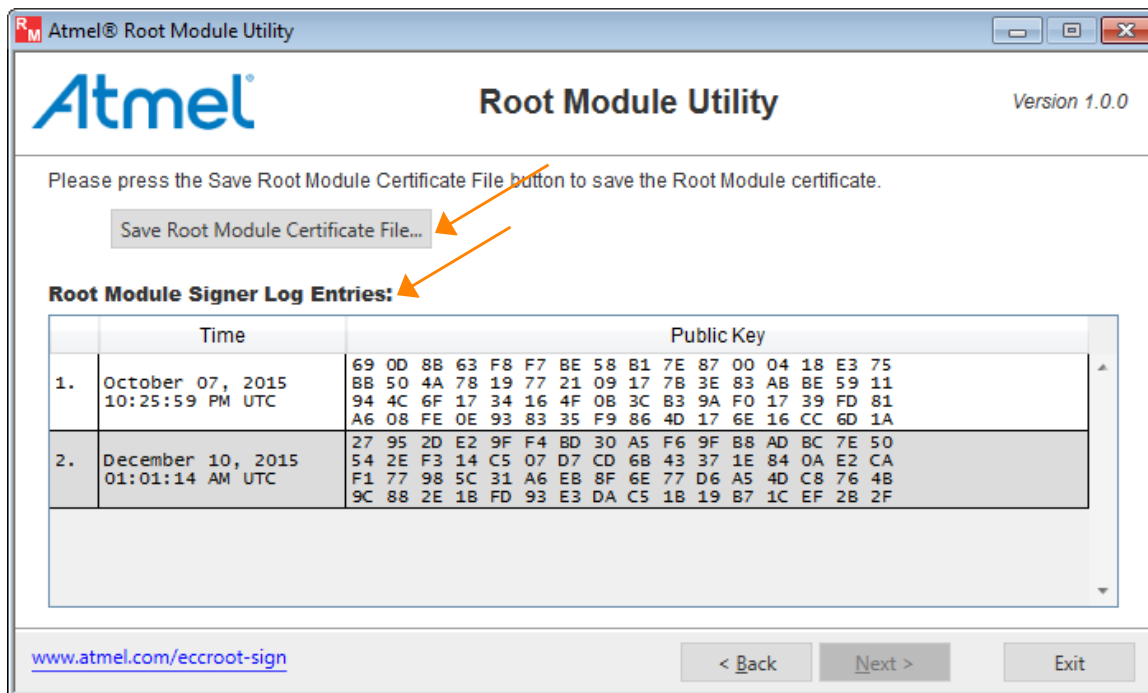 RM Atmel® Root Module Utility
Atmel® Root Module Utility Version 1.0.0
Please press the Save Root Module Certificate File button to save the Root Module certificate.
Save Root Module Certificate File...
Root Module Signer Log Entries:
Time Public Key
69 0D 8B 63 F8 F7 BE 58 B1 7E 87 00 04 18 E3 75
1. October 07, 2015 BB 50 4A 78 19 77 21 09 17 7B 3E 83 AB BE 59 11
10:25:59 PM UTC 94 4C 6F 17 34 16 4F 0B 3C B3 9A F0 17 39 FD 81
A6 08 FE 0E 93 83 35 F9 86 4D 17 6E 16 CC 6D 1A
27 95 2D E2 9F F4 BD 30 A5 F6 9F B8 AD BC 7E 50
2. December 10, 2015 54 2E F3 14 C5 07 D7 CD 6B 43 37 1E 84 0A E2 CA
01:01:14 AM UTC F1 77 98 5C 31 A6 EB 8F 6E 77 D6 A5 4D C8 76 4B
9C 88 2E 1B FD 93 E3 DA C5 1B 19 B7 1C EF 2B 2F
www.atmel.com/eccroot-sign < Back Next > Exit